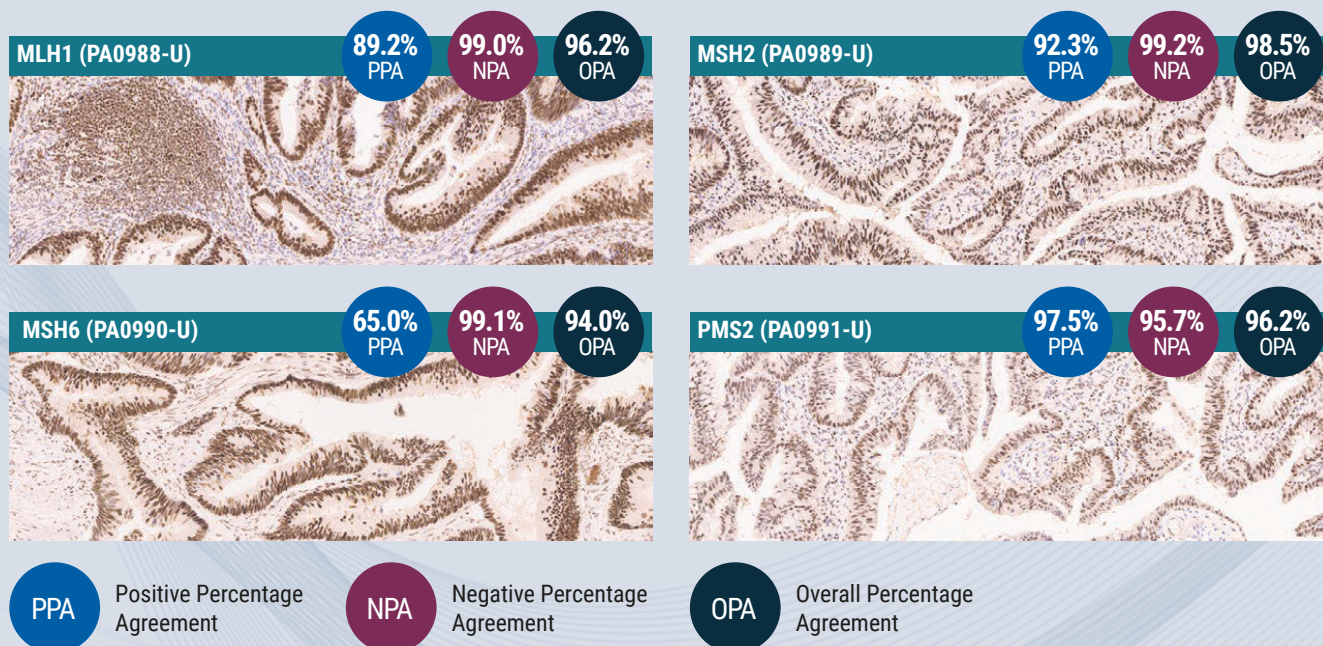 MLH1 (PA0988-U)
89.2%
PPA
99.0%
NPA
96.2%
OPA
MSH2 (PA0989-U)
92.3%
PPA
99.2%
NPA
98.5%
OPA
MSH6 (PA0990-U)
65.0%
PPA
99.1%
NPA
94.0%
OPA
PMS2 (PA0991-U)
97.5%
PPA
95.7%
NPA
96.2%
OPA
PPA
Positive Percentage
Agreement
NPA
Negative Percentage
Agreement
OPA
Overall Percentage
Agreement